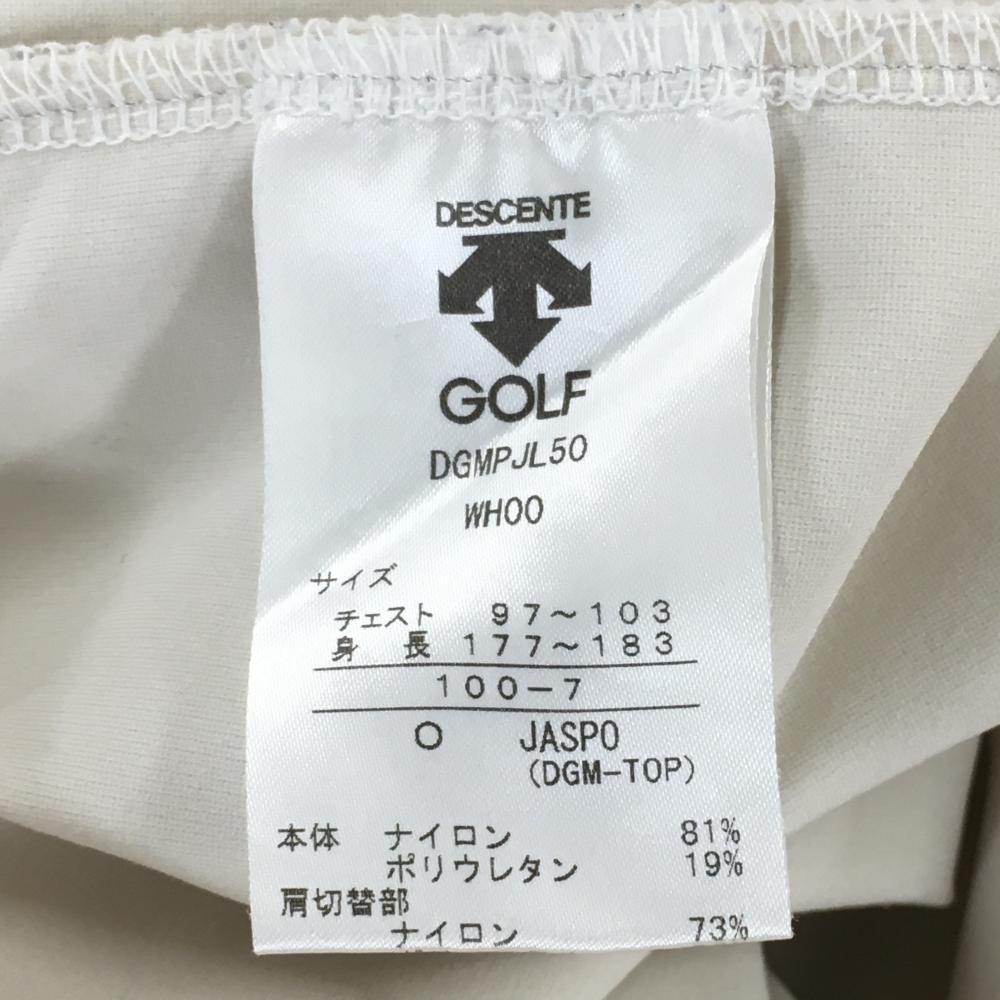 DESCENTE
GOLF
DGMPJL50
WH00
サイズ
チェスト 97～103
身長 177～183
100-7
O JASPO
(DGM-TOP)
本体 ナイロン 81%
ポリウレタン 19%
肩切替部
ナイロン 73%